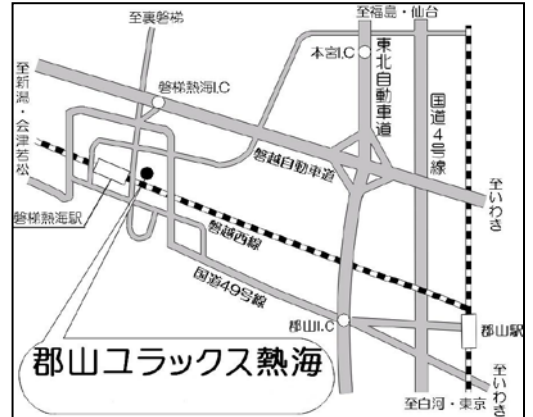 至福島・仙台
至裏磐梯
本宮I.C
東北自動車道
国道4号線
至新潟・会津若松
磐梯熱海I.C
磐越自動車道
至いわき
磐梯熱海駅
磐越西線
国道49号線
郡山I.C
郡山駅
郡山ユラックス熱海
至いわき
至白河・東京